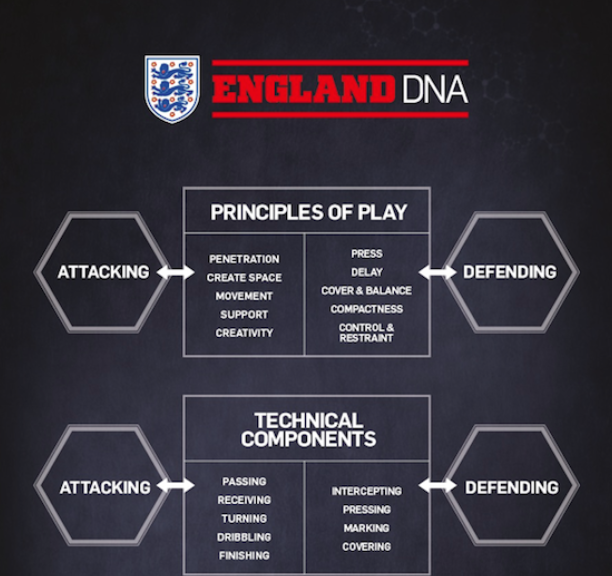 ENGLAND DNA
PRINCIPLES OF PLAY
ATTACKING
PENETRATION
CREATE SPACE
MOVEMENT
SUPPORT
CREATIVITY
PRESS
DELAY
COVER & BALANCE
COMPACTNESS
CONTROL &
RESTRAINT
DEFENDING
TECHNICAL
COMPONENTS
ATTACKING
PASSING
RECEIVING
TURNING
DRIBBLING
FINISHING
INTERCEPTING
PRESSING
MARKING
COVERING
DEFENDING